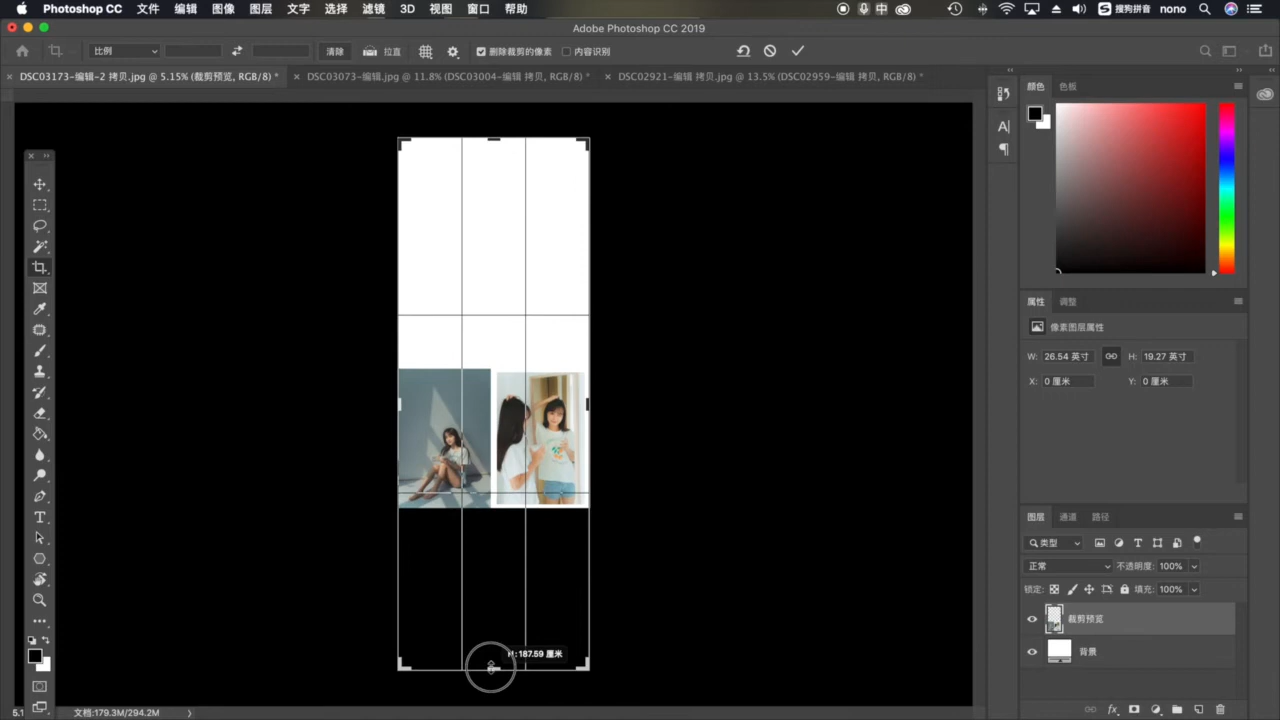 Photoshop CC 文件 编辑 图像 图层 文字 选择 滤镜 3D 视图 窗口 帮助 搜狗拼音 nono
Adobe Photoshop CC 2019
比例 清除 拉直 删除裁剪的像素 内容识别
DSC03173-编辑-2 拷贝.jpg @ 5.15% (裁剪预览, RGB/8) * DSC03073-编辑.jpg @ 11.8% (DSC03004-编辑 拷贝, RGB/8) * DSC02921-编辑 拷贝.jpg @ 13.5% (DSC02959-编辑 拷贝, RGB/8) *
颜色 色板
属性 调整
像素图层属性
W: 26.54 英寸 H: 19.27 英寸
X: 0 厘米 Y: 0 厘米
图层 通道 路径
类型
正常 不透明度: 100%
锁定: 填充: 100%
裁剪预览
背景
H: 187.59 厘米
5.1 文档:179.3M/294.2M